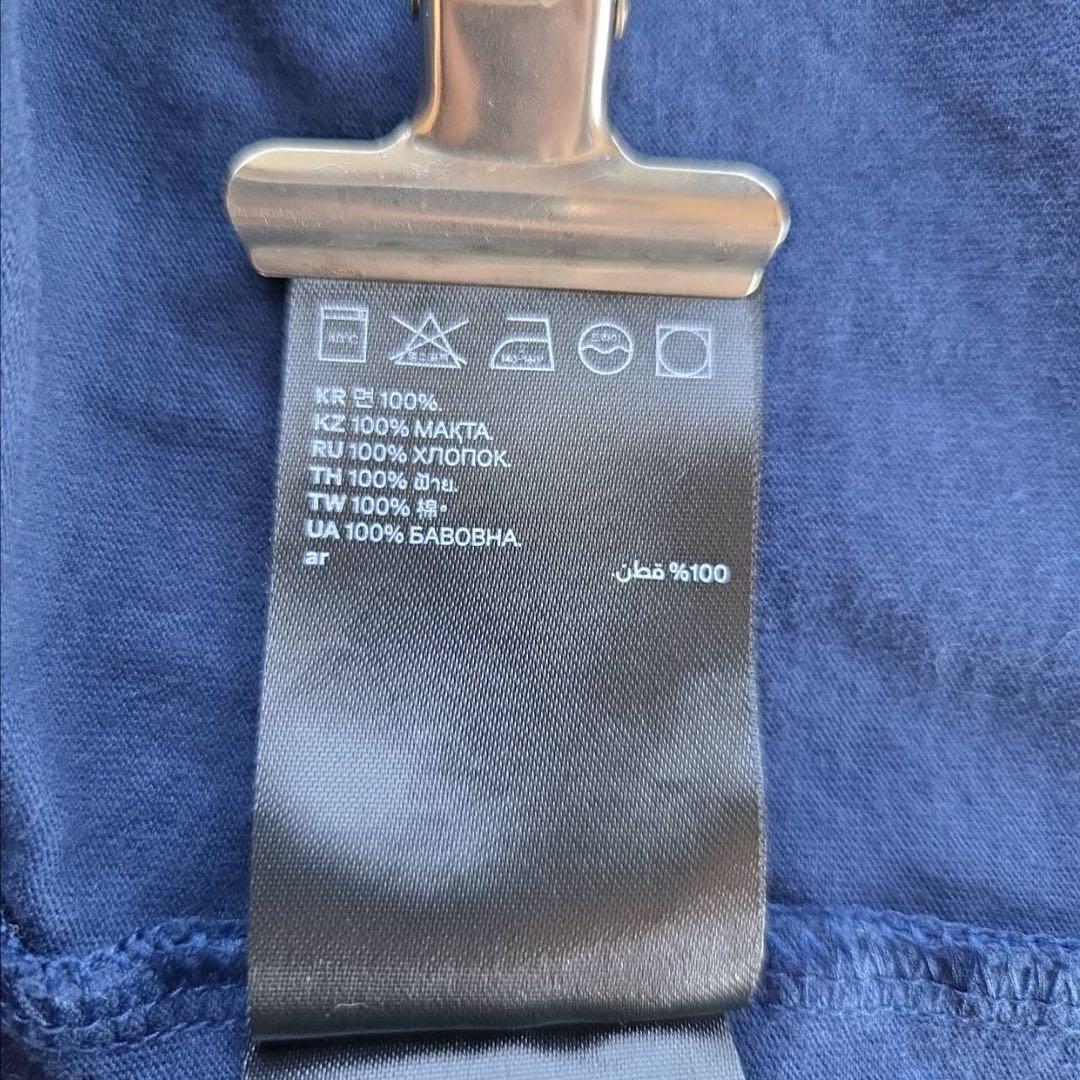 KR 면 100%.
KZ 100% МАҚТА.
RU 100% ХЛОПОК.
TH 100% ฝ้าย.
TW 100% 棉。
UA 100% БАВОВНА.
ar
100% قطن.